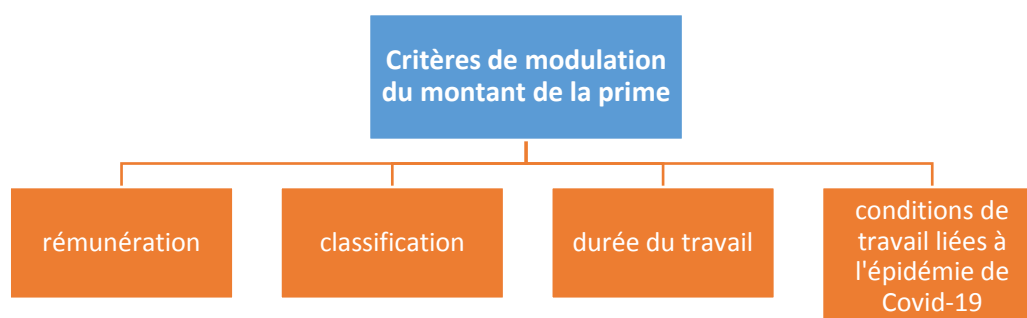 Critères de modulation
du montant de la prime
rémunération
classification
durée du travail
conditions de
travail liées à
l'épidémie de
Covid-19